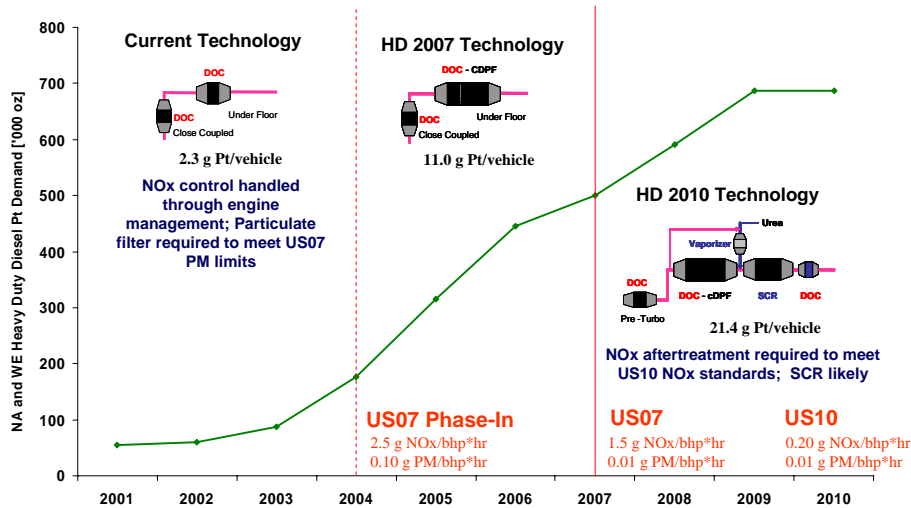 NA and WE Heavy Duty Diesel Pt Demand ['000 oz]
800
700
600
500
400
300
200
100
0
Current Technology
DOC
DOC
Under Floor
Close Coupled
2.3 g Pt/vehicle
NOx control handled
through engine
management; Particulate
filter required to meet US07
PM limits
HD 2007 Technology
DOC - CDPF
DOC
Under Floor
Close Coupled
11.0 g Pt/vehicle
HD 2010 Technology
Urea
Vaporizer
DOC
DOC - cDPF
SCR
DOC
Pre -Turbo
21.4 g Pt/vehicle
NOx aftertreatment required to meet
US10 NOx standards; SCR likely
US07 Phase-In
2.5 g NOx/bhp*hr
0.10 g PM/bhp*hr
US07
1.5 g NOx/bhp*hr
0.01 g PM/bhp*hr
US10
0.20 g NOx/bhp*hr
0.01 g PM/bhp*hr
2001 2002 2003 2004 2005 2006 2007 2008 2009 2010